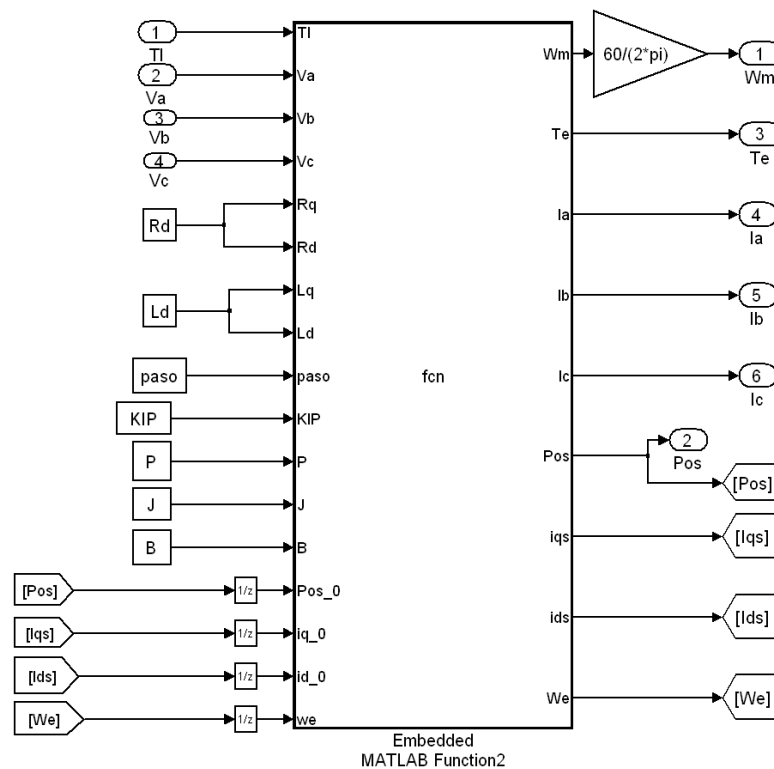 1
Tl
2
Va
3
Vb
4
Vc
Rd
Ld
paso
KIP
P
J
B
[Pos]
[Iqs]
[Ids]
[We]
1/z
1/z
1/z
1/z
Tl
Va
Vb
Vc
Rq
Rd
Lq
Ld
paso
KIP
P
J
B
Pos_0
iq_0
id_0
we
fcn
Wm
Te
Ia
Ib
Ic
Pos
iqs
ids
We
60/(2*pi)
1
Wm
3
Te
4
Ia
5
Ib
6
Ic
2
Pos
[Pos]
[Iqs]
[Ids]
[We]
Embedded
MATLAB Function2